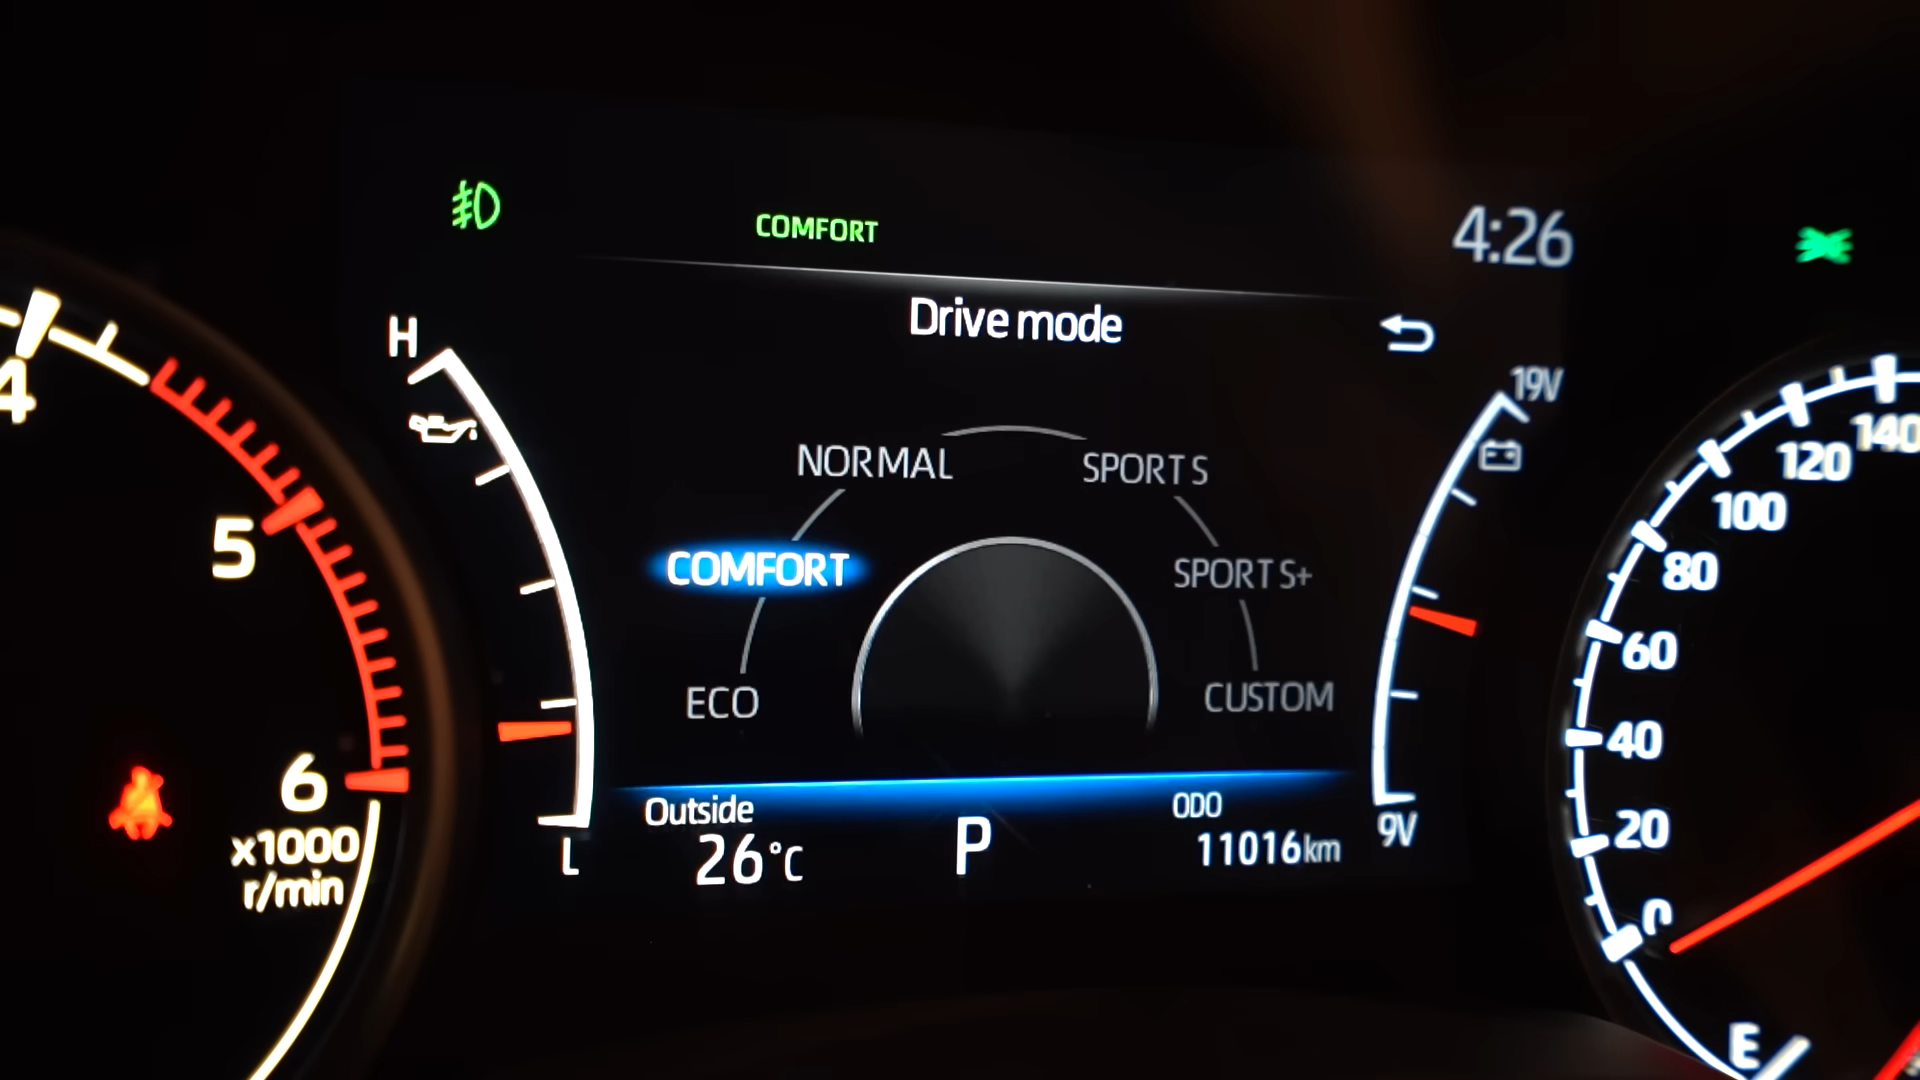 COMFORT
4:26
Drive mode
H
19V
4
140
NORMAL
SPORT S
120
100
5
COMFORT
SPORT S+
80
60
ECO
CUSTOM
40
6
x1000
r/min
Outside
26°C
P
ODO
11016km
9V
20
L
E